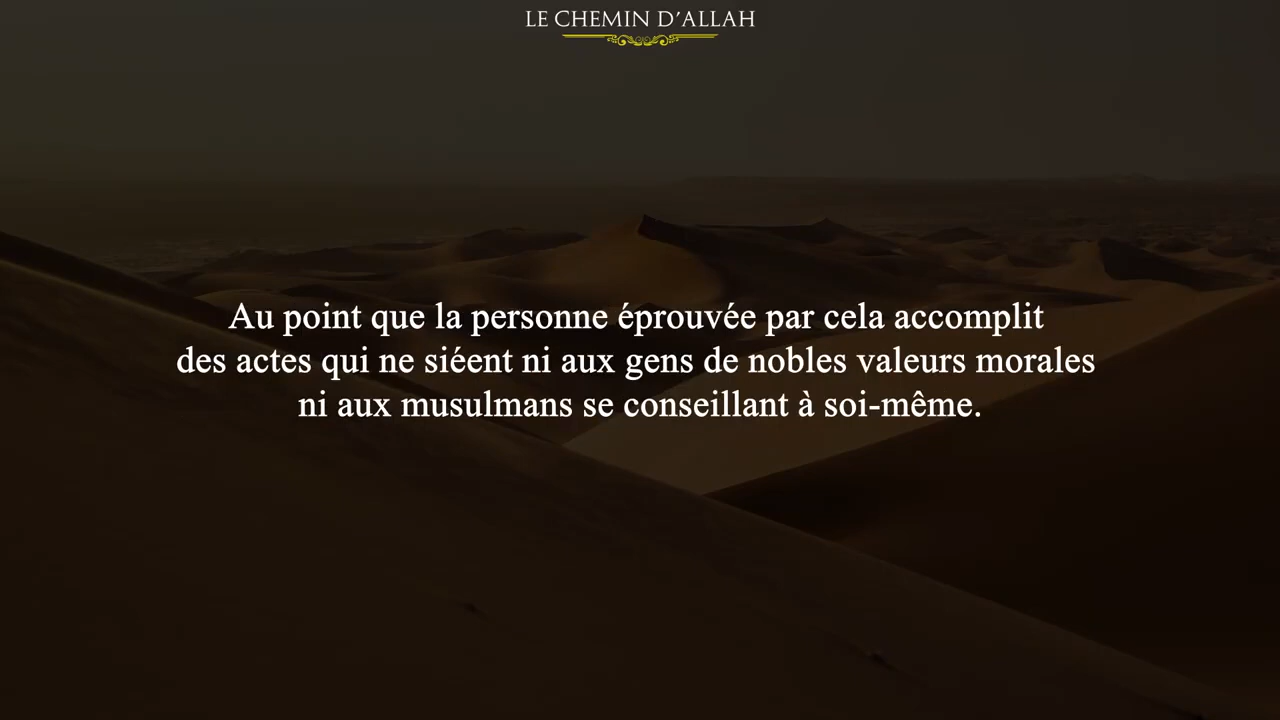 LE CHEMIN D'ALLAH
Au point que la personne éprouvée par cela accomplit
des actes qui ne siéent ni aux gens de nobles valeurs morales
ni aux musulmans se conseillant à soi-même.